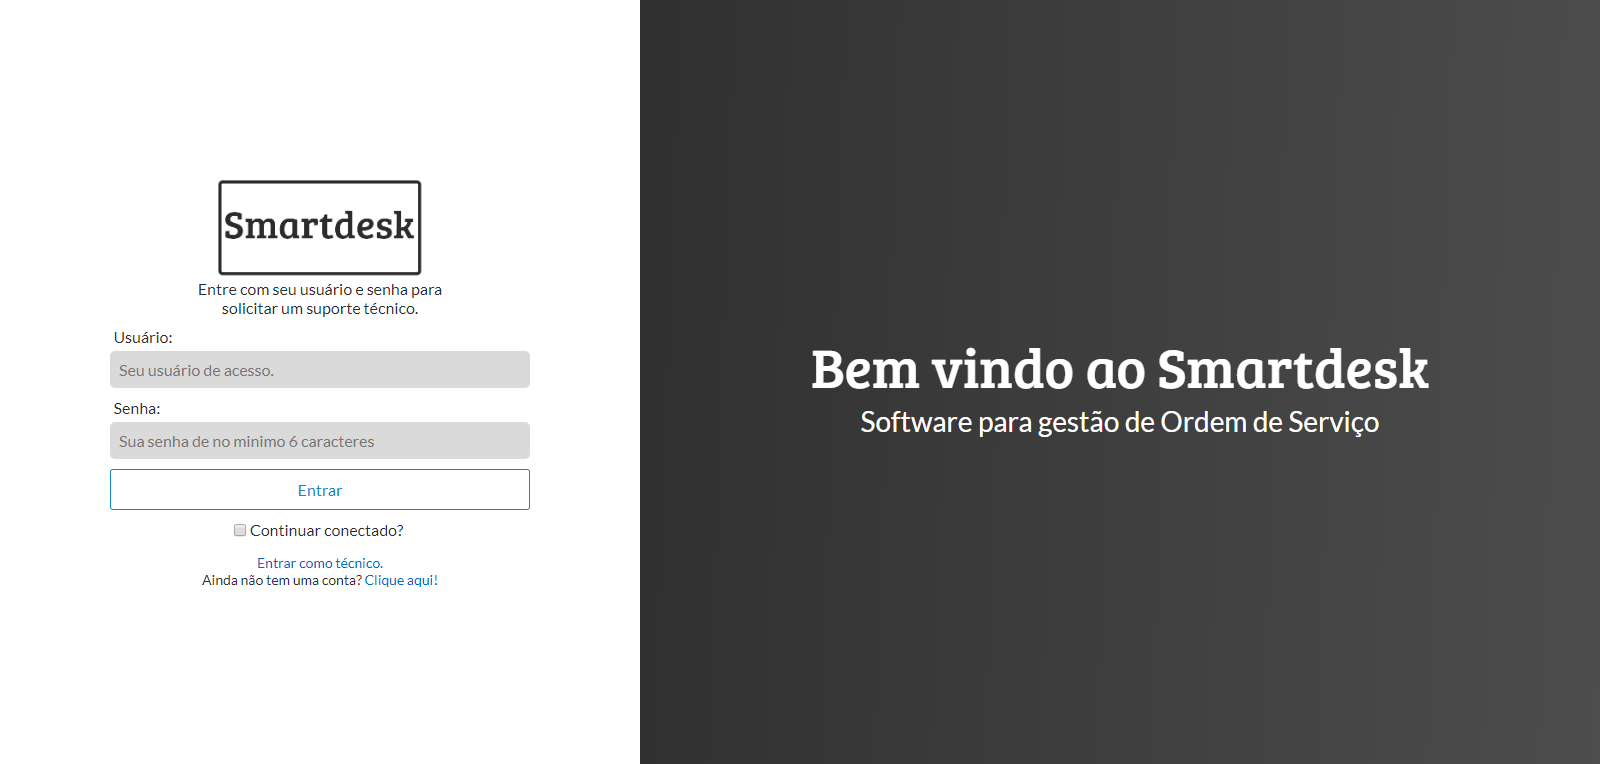 Smartdesk
Entre com seu usuário e senha para
solicitar um suporte técnico.
Usuário:
Seu usuário de acesso.
Senha:
Sua senha de no minimo 6 caracteres
Entrar
Continuar conectado?
Entrar como técnico.
Ainda não tem uma conta? Clique aqui!
Bem vindo ao Smartdesk
Software para gestão de Ordem de Serviço